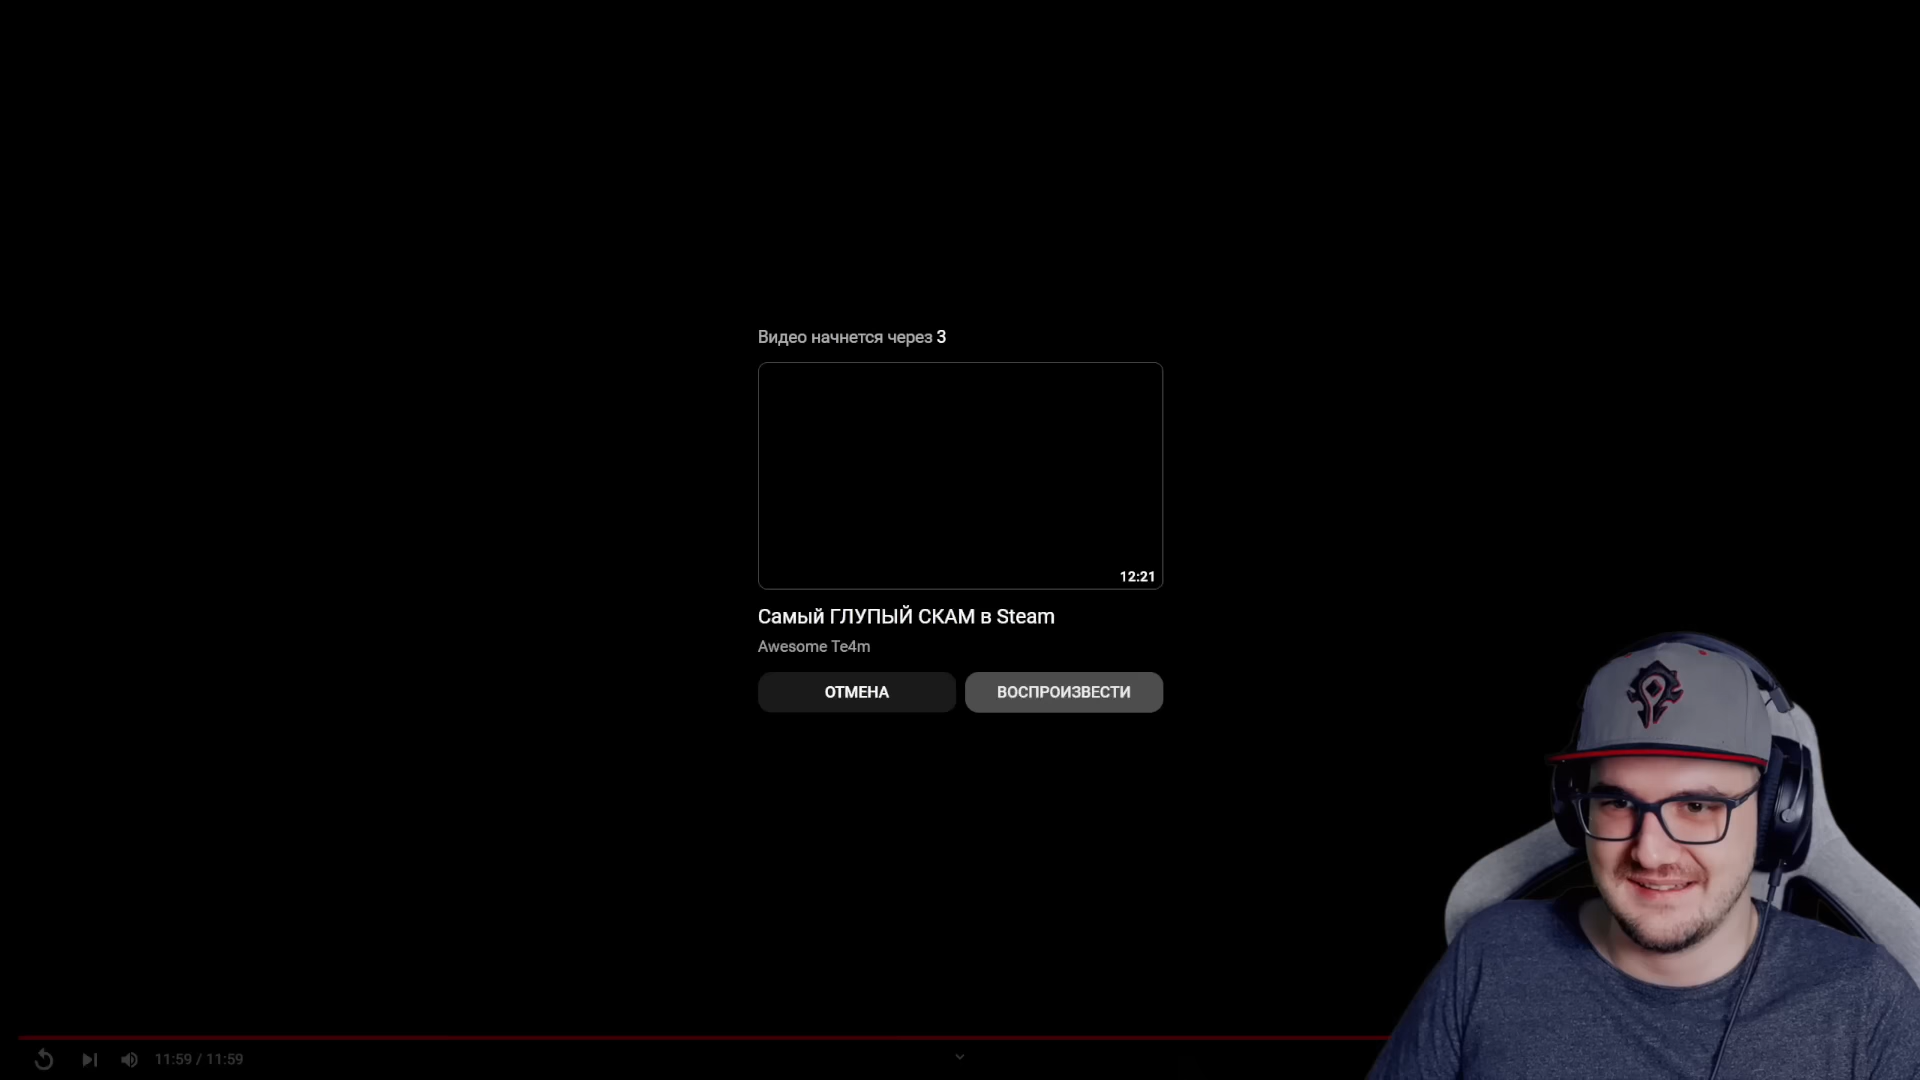 Видео начнется через 3
12:21
Самый ГЛУПЫЙ СКАМ в Steam
Awesome Te4m
ОТМЕНА
ВОСПРОИЗВЕСТИ
11:59 / 11:59